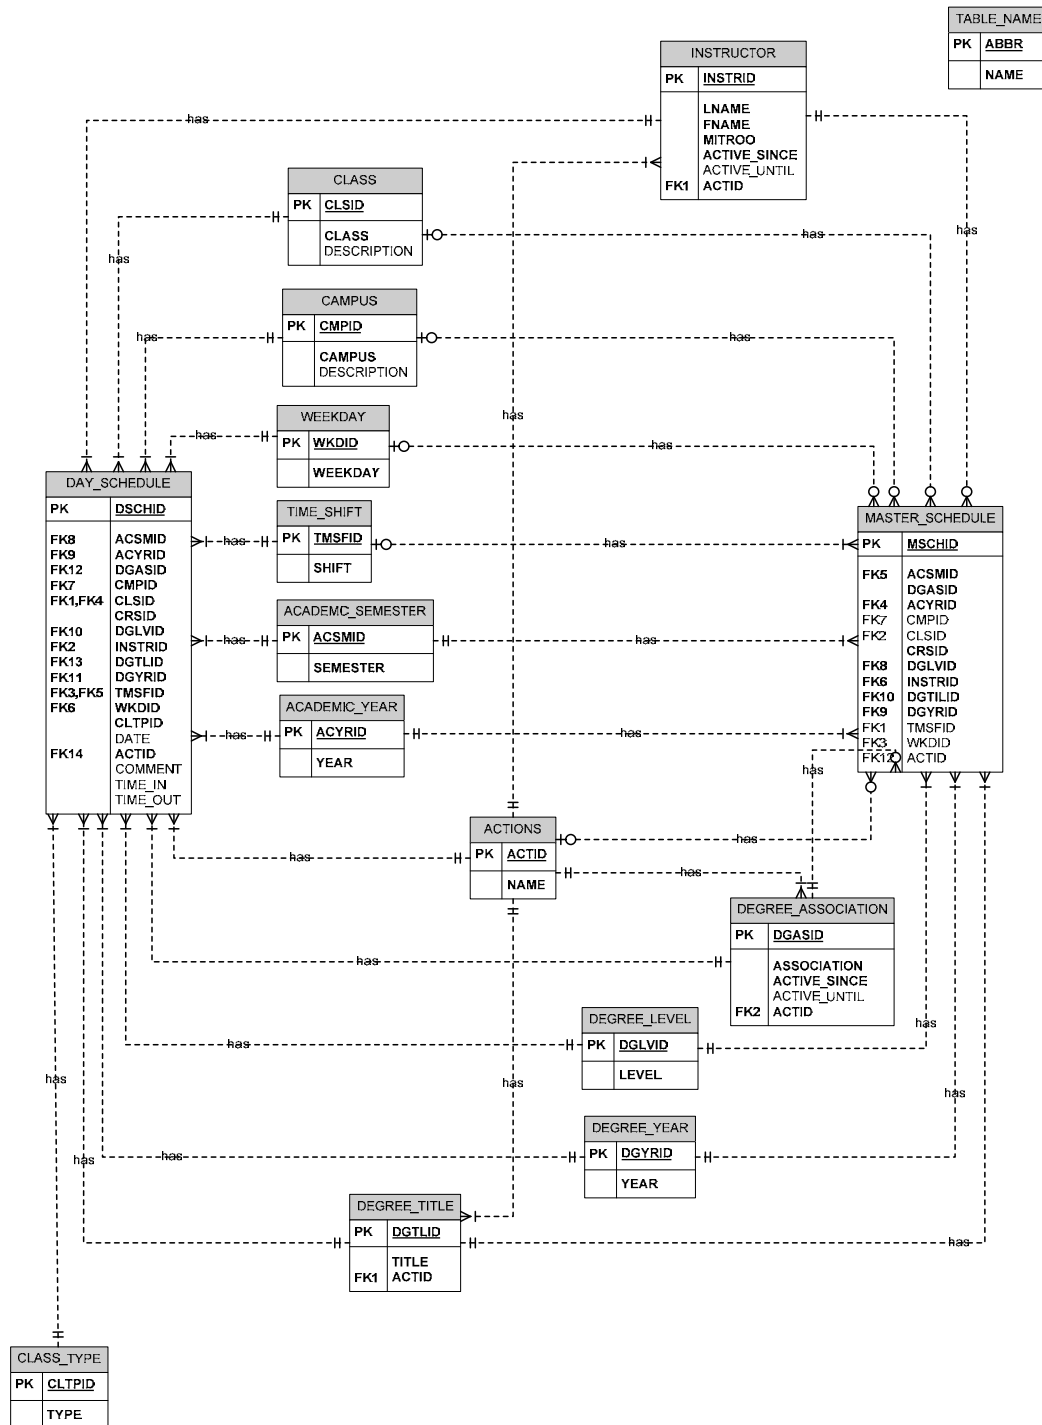 TABLE_NAME
PK ABBR
NAME
INSTRUCTOR
PK INSTRID
LNAME
FNAME
MITROO
ACTIVE_SINCE
ACTIVE_UNTIL
FK1 ACTID
has
has
has
has
CLASS
PK CLSID
CLASS
DESCRIPTION
has
CAMPUS
PK CMPID
CAMPUS
DESCRIPTION
has
has
has
WEEKDAY
PK WKDID
WEEKDAY
has
has
DAY_SCHEDULE
PK DSCHID
FK8 ACSMID
FK9 ACYRID
FK12 DGASID
FK7 CMPID
FK1,FK4 CLSID
CRSID
FK10 DGLVID
FK2 INSTRID
FK13 DGTLID
FK11 DGYRID
FK3,FK5 TMSFID
FK6 WKDID
CLTPID
DATE
FK14 ACTID
COMMENT
TIME_IN
TIME_OUT
TIME_SHIFT
PK TMSFID
SHIFT
has
has
ACADEMC_SEMESTER
PK ACSMID
SEMESTER
has
has
ACADEMIC_YEAR
PK ACYRID
YEAR
has
has
MASTER_SCHEDULE
PK MSCHID
FK5 ACSMID
DGASID
FK4 ACYRID
FK7 CMPID
FK2 CLSID
CRSID
FK8 DGLVID
FK6 INSTRID
FK10 DGTILID
FK9 DGYRID
FK1 TMSFID
FK3 WKDID
FK12 ACTID
has
ACTIONS
PK ACTID
NAME
has
has
has
DEGREE_ASSOCIATION
PK DGASID
ASSOCIATION
ACTIVE_SINCE
ACTIVE_UNTIL
FK2 ACTID
has
DEGREE_LEVEL
PK DGLVID
LEVEL
has
has
has
has
DEGREE_YEAR
PK DGYRID
YEAR
has
has
DEGREE_TITLE
PK DGTLID
TITLE
FK1 ACTID
has
CLASS_TYPE
PK CLTPID
TYPE